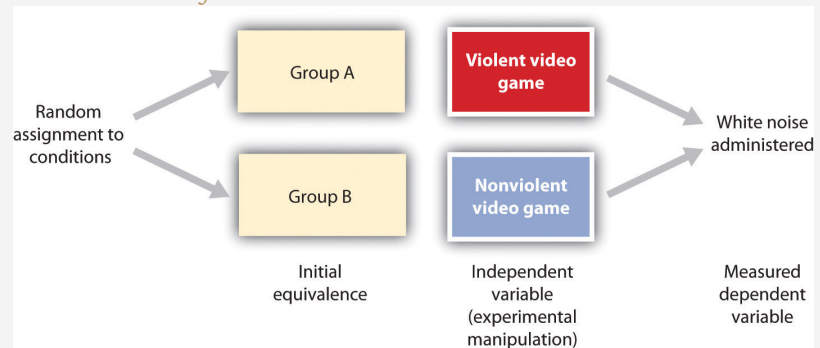 Random
assignment to
conditions
Group A
Group B
Violent video
game
Nonviolent
video game
White noise
administered
Initial
equivalence
Independent
variable
(experimental
manipulation)
Measured
dependent
variable